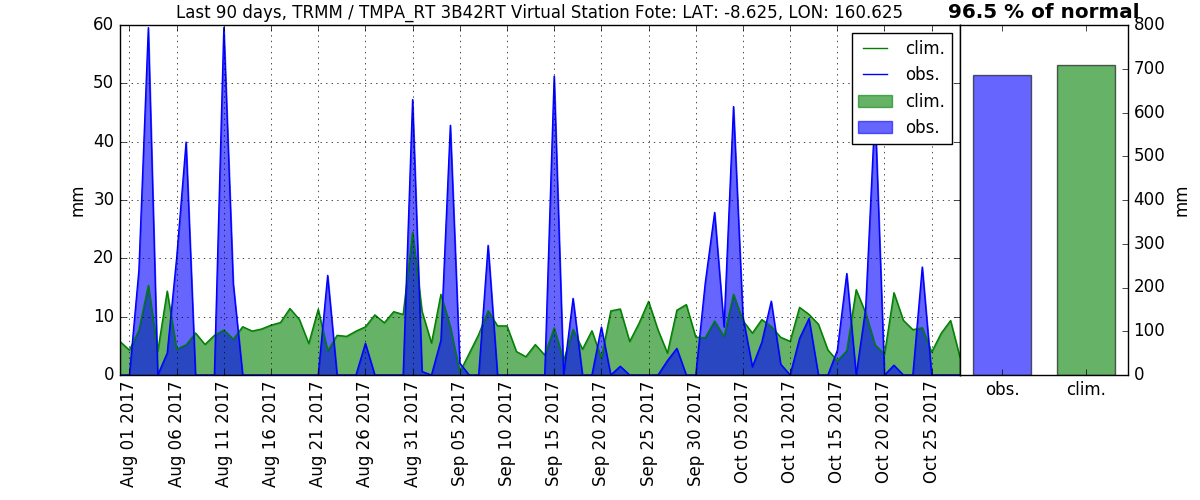 Last 90 days, TRMM / TMPA_RT 3B42RT Virtual Station Fote: LAT: -8.625, LON: 160.625
96.5 % of normal
60
50
40
30
20
10
0
mm
clim.
obs.
clim.
obs.
800
700
600
500
400
300
200
100
0
mm
obs.
clim.
Aug 01 2017
Aug 06 2017
Aug 11 2017
Aug 16 2017
Aug 21 2017
Aug 26 2017
Aug 31 2017
Sep 05 2017
Sep 10 2017
Sep 15 2017
Sep 20 2017
Sep 25 2017
Sep 30 2017
Oct 05 2017
Oct 10 2017
Oct 15 2017
Oct 20 2017
Oct 25 2017